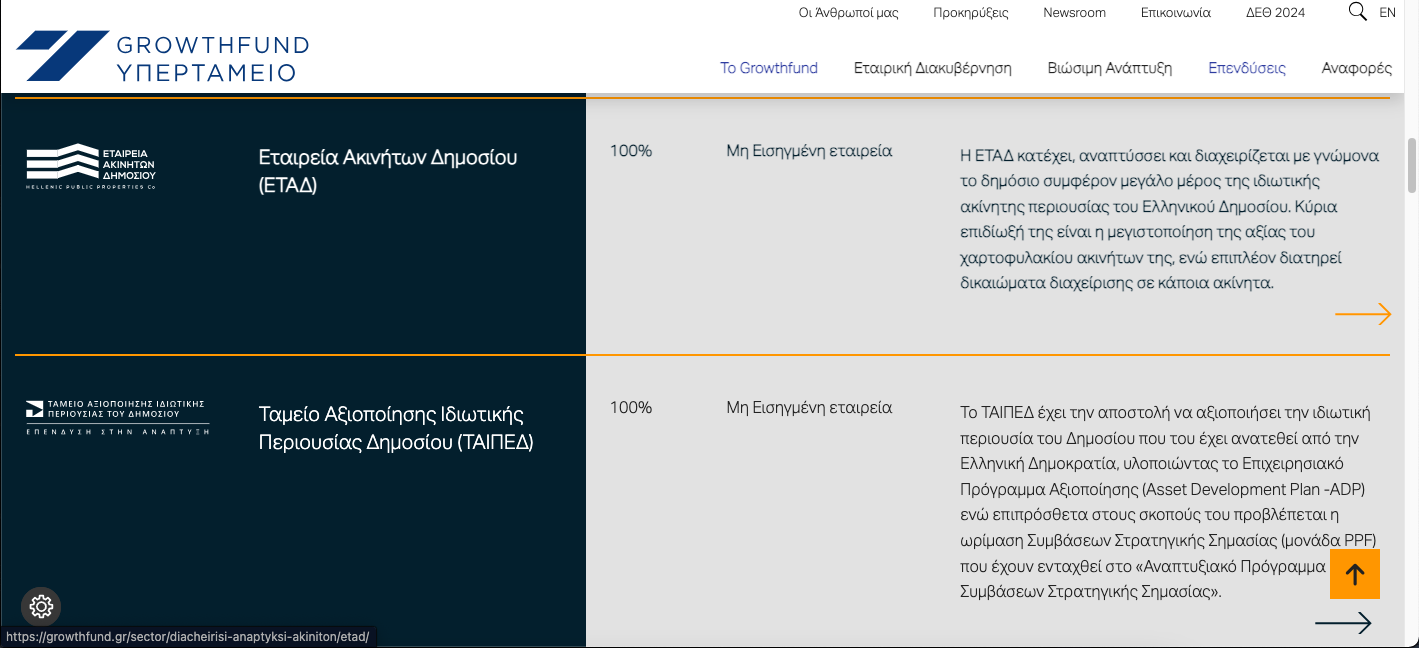 Οι Άνθρωποί μας Προκηρύξεις Newsroom Επικοινωνία ΔΕΘ 2024 EN
GROWTHFUND
ΥΠΕΡΤΑΜΕΙΟ
Το Growthfund Εταιρική Διακυβέρνηση Βιώσιμη Ανάπτυξη Επενδύσεις Αναφορές
ΕΤΑΙΡΕΙΑ
ΑΚΙΝΗΤΩΝ
ΔΗΜΟΣΙΟΥ
HELLENIC PUBLIC PROPERTIES Co
Εταιρεία Ακινήτων Δημοσίου
(ΕΤΑΔ)
100%
Μη Εισηγμένη εταιρεία
Η ΕΤΑΔ κατέχει, αναπτύσσει και διαχειρίζεται με γνώμονα
το δημόσιο συμφέρον μεγάλο μέρος της ιδιωτικής
ακίνητης περιουσίας του Ελληνικού Δημοσίου. Κύρια
επιδίωξή της είναι η μεγιστοποίηση της αξίας του
χαρτοφυλακίου ακινήτων της, ενώ επιπλέον διατηρεί
δικαιώματα διαχείρισης σε κάποια ακίνητα.
ΤΑΜΕΙΟ ΑΞΙΟΠΟΙΗΣΗΣ ΙΔΙΩΤΙΚΗΣ
ΠΕΡΙΟΥΣΙΑΣ ΤΟΥ ΔΗΜΟΣΙΟΥ
ΕΠΕΝΔΥΣΗ ΣΤΗΝ ΑΝΑΠΤΥΞΗ
Ταμείο Αξιοποίησης Ιδιωτικής
Περιουσίας Δημοσίου (ΤΑΙΠΕΔ)
100%
Μη Εισηγμένη εταιρεία
Το ΤΑΙΠΕΔ έχει την αποστολή να αξιοποιήσει την ιδιωτική
περιουσία του Δημοσίου που του έχει ανατεθεί από την
Ελληνική Δημοκρατία, υλοποιώντας το Επιχειρησιακό
Πρόγραμμα Αξιοποίησης (Asset Development Plan -ADP)
ενώ επιπρόσθετα στους σκοπούς του προβλέπεται η
ωρίμαση Συμβάσεων Στρατηγικής Σημασίας (μονάδα PPF)
που έχουν ενταχθεί στο «Αναπτυξιακό Πρόγραμμα
Συμβάσεων Στρατηγικής Σημασίας».
https://growthfund.gr/sector/diacheirisi-anaptyksi-akiniton/etad/